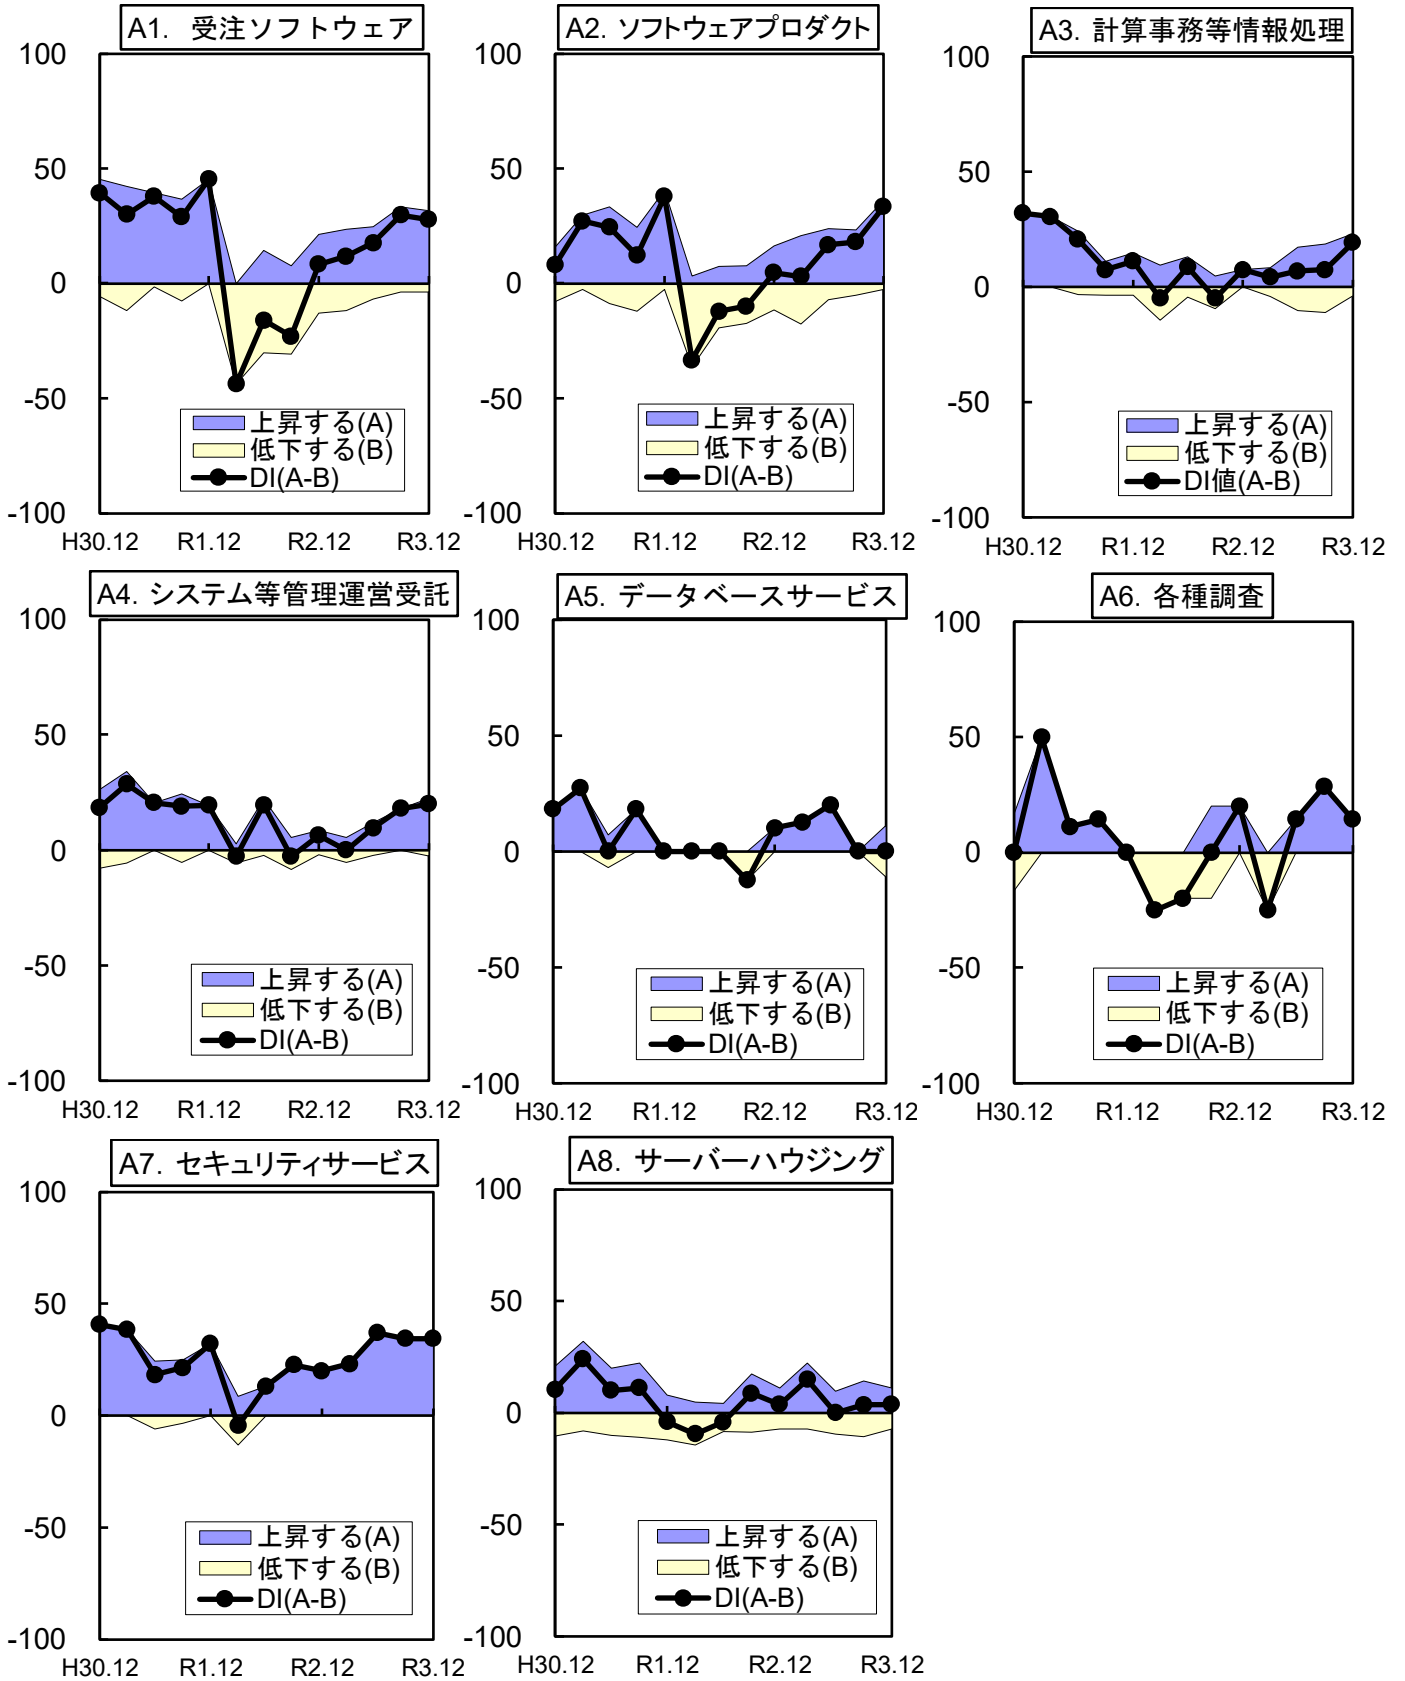 A1. 受注ソフトウェア
100
50
0
-50
-100
上昇する(A)
低下する(B)
DI(A-B)
H30.12 R1.12 R2.12 R3.12
A2. ソフトウェアプロダクト
100
50
0
-50
-100
上昇する(A)
低下する(B)
DI(A-B)
H30.12 R1.12 R2.12 R3.12
A3. 計算事務等情報処理
100
50
0
-50
-100
上昇する(A)
低下する(B)
DI値(A-B)
H30.12 R1.12 R2.12 R3.12
A4. システム等管理運営受託
100
50
0
-50
-100
上昇する(A)
低下する(B)
DI(A-B)
H30.12 R1.12 R2.12 R3.12
A5. データベースサービス
100
50
0
-50
-100
上昇する(A)
低下する(B)
DI(A-B)
H30.12 R1.12 R2.12 R3.12
A6. 各種調査
100
50
0
-50
-100
上昇する(A)
低下する(B)
DI(A-B)
H30.12 R1.12 R2.12 R3.12
A7. セキュリティサービス
100
50
0
-50
-100
上昇する(A)
低下する(B)
DI(A-B)
H30.12 R1.12 R2.12 R3.12
A8. サーバーハウジング
100
50
0
-50
-100
上昇する(A)
低下する(B)
DI(A-B)
H30.12 R1.12 R2.12 R3.12